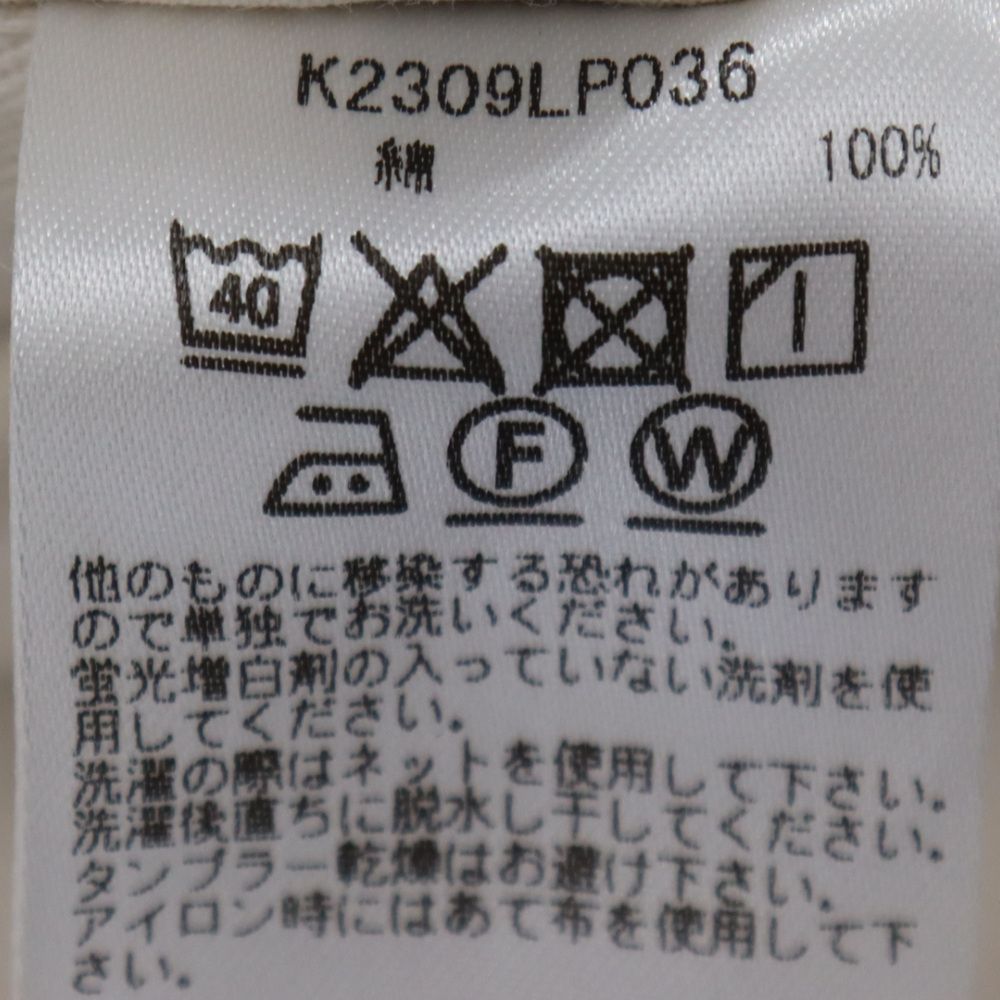 K2309LP036
綿 100%
40
F W
他のものに移染する恐れがあります
ので単独でお洗いください。
蛍光増白剤の入っていない洗剤を使
用してください。
洗濯の際はネットを使用して下さい。
洗濯後直ちに脱水し干してください。
タンブラー乾燥はお避け下さい。
アイロン時にはあて布を使用して下
さい。